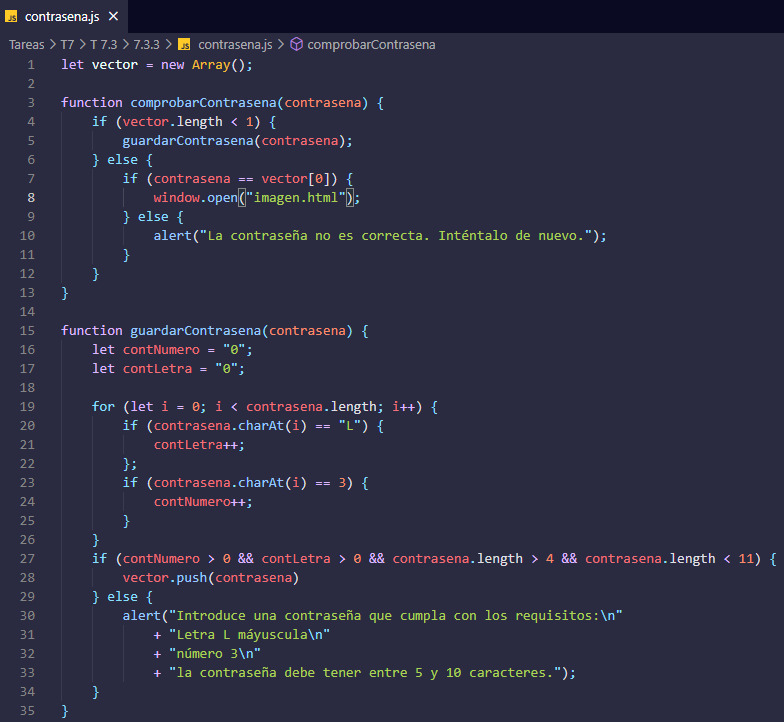 JS contrasena.js ×
Tareas > T7 > T 7.3 > 7.3.3 > JS contrasena.js > comprobarContrasena
1 let vector = new Array();
2
3 function comprobarContrasena(contrasena) {
4     if (vector.length < 1) {
5         guardarContrasena(contrasena);
6     } else {
7         if (contrasena == vector[0]) {
8             window.open("imagen.html");
9         } else {
10             alert("La contraseña no es correcta. Inténtalo de nuevo.");
11         }
12     }
13 }
14
15 function guardarContrasena(contrasena) {
16     let contNumero = "0";
17     let contLetra = "0";
18
19     for (let i = 0; i < contrasena.length; i++) {
20         if (contrasena.charAt(i) == "L") {
21             contLetra++;
22         };
23         if (contrasena.charAt(i) == 3) {
24             contNumero++;
25         }
26     }
27     if (contNumero > 0 && contLetra > 0 && contrasena.length > 4 && contrasena.length < 11) {
28         vector.push(contrasena)
29     } else {
30         alert("Introduce una contraseña que cumpla con los requisitos:\n"
31             + "Letra L máyuscula\n"
32             + "número 3\n"
33             + "la contraseña debe tener entre 5 y 10 caracteres.");
34     }
35 }